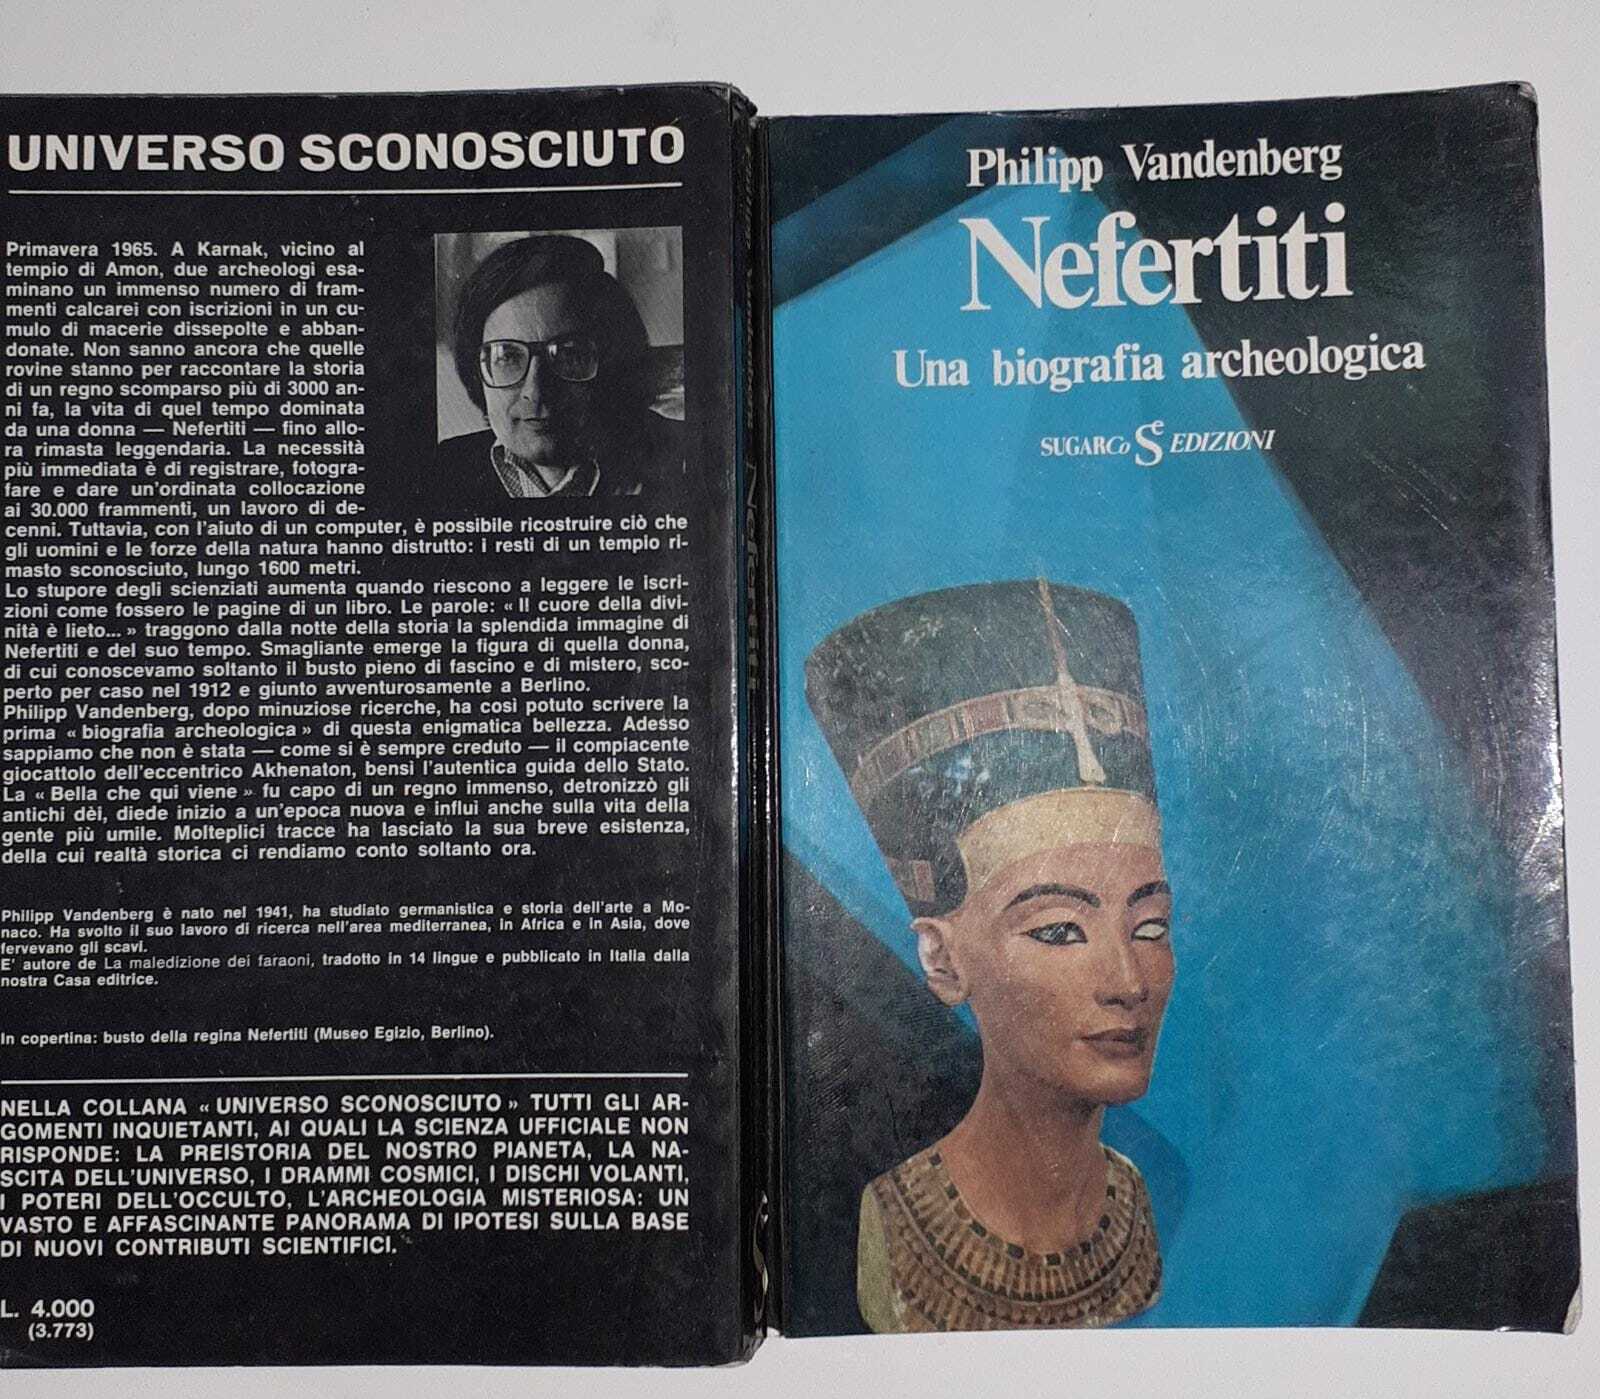 UNIVERSO SCONOSCIUTO
Primavera 1965. A Karnak, vicino al
tempio di Amon, due archeologi esa-
minano un immenso numero di fram-
menti calcarei con iscrizioni in un cu-
mulo di macerie dissepolte e abban-
donate. Non sanno ancora che quelle
rovine stanno per raccontare la storia
di un regno scomparso più di 3000 an-
ni fa, la vita di quel tempo dominata
da una donna — Nefertiti — fino allo-
ra rimasta leggendaria. La necessità
più immediata è di registrare, fotogra-
fare e dare un'ordinata collocazione
ai 30.000 frammenti, un lavoro di de-
cenni. Tuttavia, con l'aiuto di un computer, è possibile ricostruire ciò che
gli uomini e le forze della natura hanno distrutto: i resti di un tempio ri-
masto sconosciuto, lungo 1600 metri.
Lo stupore degli scienziati aumenta quando riescono a leggere le iscri-
zioni come fossero le pagine di un libro. Le parole: « Il cuore della divi-
nità è lieto... » traggono dalla notte della storia la splendida immagine di
Nefertiti e del suo tempo. Smagliante emerge la figura di quella donna,
di cui conoscevamo soltanto il busto pieno di fascino e di mistero, sco-
perto per caso nel 1912 e giunto avventurosamente a Berlino.
Philipp Vandenberg, dopo minuziose ricerche, ha così potuto scrivere la
prima « biografia archeologica » di questa enigmatica bellezza. Adesso
sappiamo che non è stata — come si è sempre creduto — il compiacente
giocattolo dell'eccentrico Akhenaton, bensì l'autentica guida dello Stato.
La « Bella che qui viene » fu capo di un regno immenso, detronizzò gli
antichi dèi, diede inizio a un'epoca nuova e influì anche sulla vita della
gente più umile. Molteplici tracce ha lasciato la sua breve esistenza,
della cui realtà storica ci rendiamo conto soltanto ora.
Philipp Vandenberg è nato nel 1941, ha studiato germanistica e storia dell'arte a Mo-
naco. Ha svolto il suo lavoro di ricerca nell'area mediterranea, in Africa e in Asia, dove
fervevano gli scavi.
E' autore de La maledizione dei faraoni, tradotto in 14 lingue e pubblicato in Italia dalla
nostra Casa editrice.
In copertina: busto della regina Nefertiti (Museo Egizio, Berlino).
NELLA COLLANA « UNIVERSO SCONOSCIUTO » TUTTI GLI AR-
GOMENTI INQUIETANTI, AI QUALI LA SCIENZA UFFICIALE NON
RISPONDE: LA PREISTORIA DEL NOSTRO PIANETA, LA NA-
SCITA DELL'UNIVERSO, I DRAMMI COSMICI, I DISCHI VOLANTI,
I POTERI DELL'OCCULTO, L'ARCHEOLOGIA MISTERIOSA: UN
VASTO E AFFASCINANTE PANORAMA DI IPOTESI SULLA BASE
DI NUOVI CONTRIBUTI SCIENTIFICI.
L. 4.000
(3.773)
Philipp Vandenberg Nefertiti
Philipp Vandenberg
Nefertiti
Una biografia archeologica
SUGARCo Se EDIZIONI